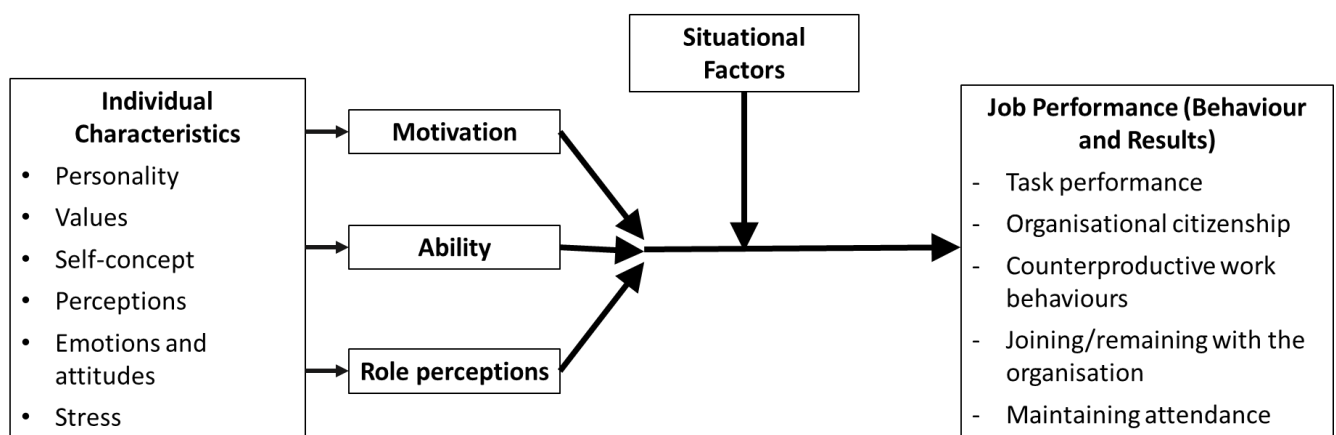 Individual
Characteristics
• Personality
• Values
• Self-concept
• Perceptions
• Emotions and
attitudes
• Stress
Motivation
Ability
Role perceptions
Situational
Factors
Job Performance (Behaviour
and Results)
- Task performance
- Organisational citizenship
- Counterproductive work
behaviours
- Joining/remaining with the
organisation
- Maintaining attendance